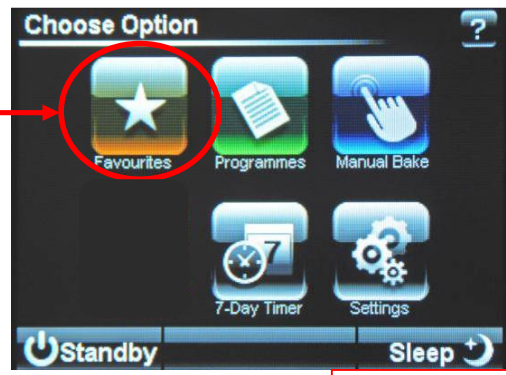 Choose Option
?
Favourites Programmes Manual Bake
7
7-Day Timer Settings
Standby Sleep